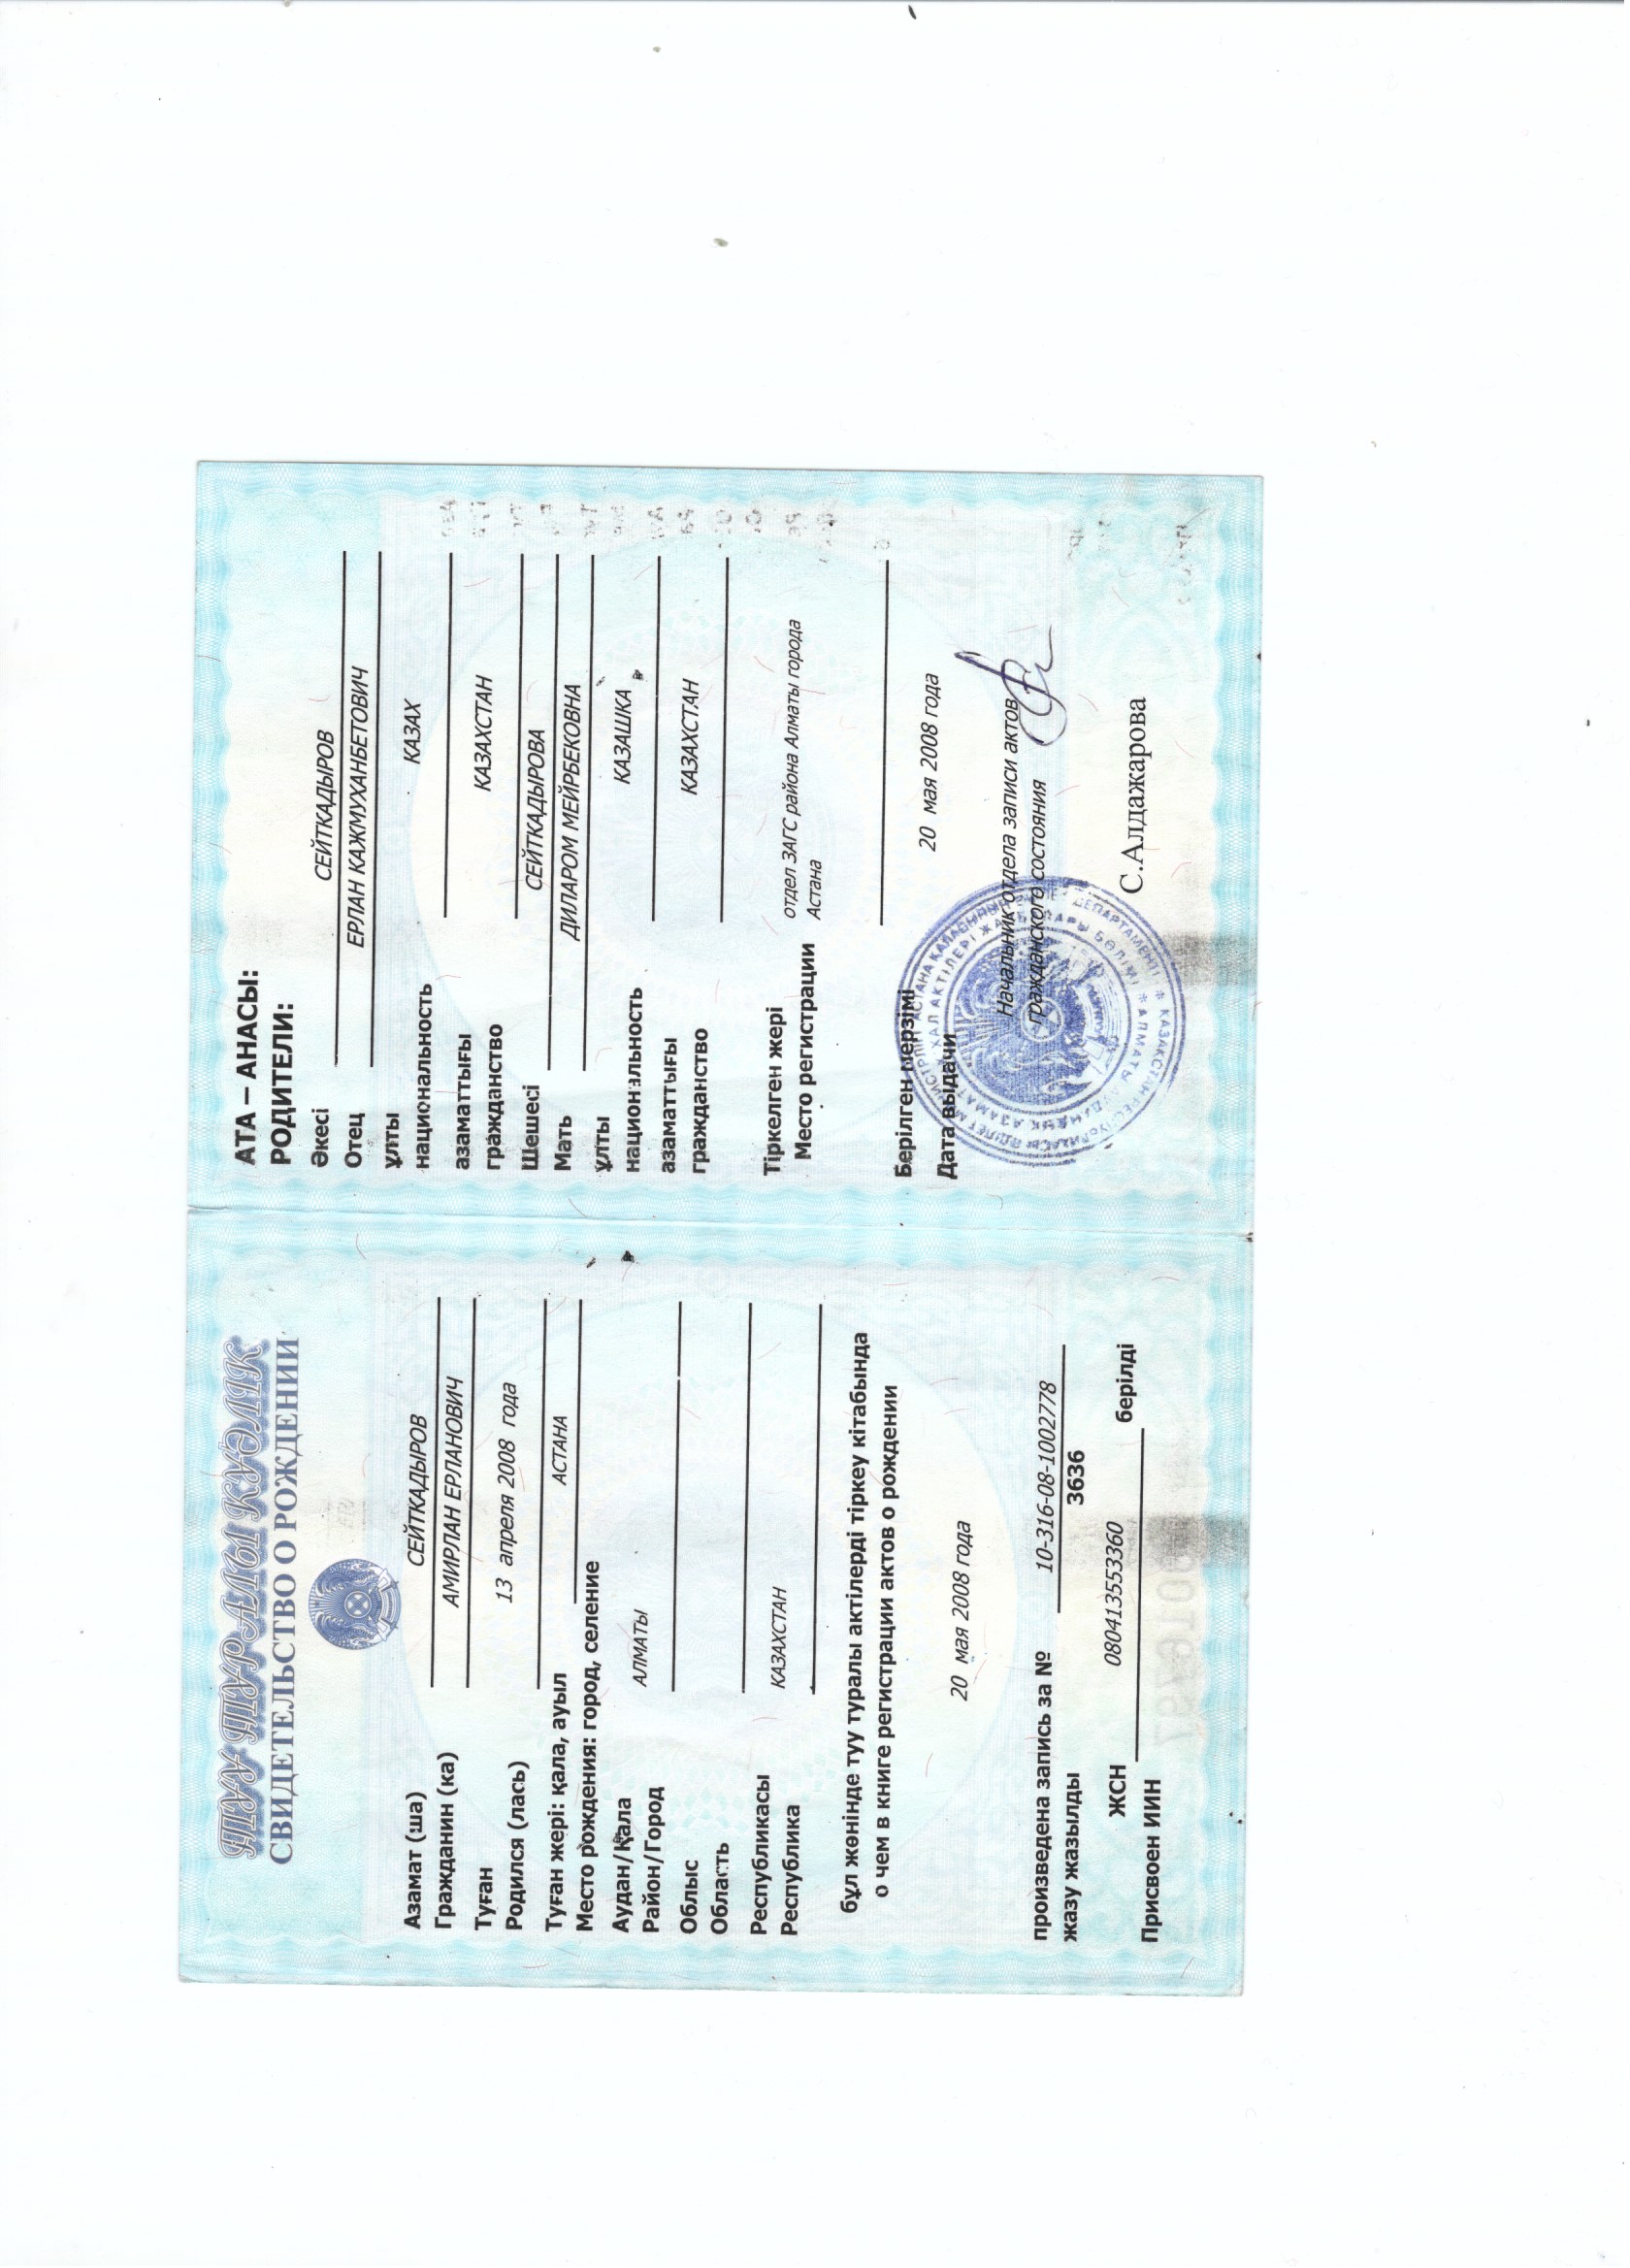 ТУУ ТУРАЛЫ КУӘЛІК
СВИДЕТЕЛЬСТВО О РОЖДЕНИИ
Азамат (ша) СЕЙТКАДЫРОВ
Гражданин (ка) АМИРЛАН ЕРЛАНОВИЧ
Туған
Родился (лась) 13 апреля 2008 года
Туған жері: қала, ауыл АСТАНА
Место рождения: город, селение
Аудан/Қала
Район/Город АЛМАТЫ
Облыс
Область
Республикасы
Республика КАЗАХСТАН
бұл жөнінде туу туралы актілерді тіркеу кітабында
о чем в книге регистрации актов о рождении
20 мая 2008 года
произведена запись за № 10-316-08-1002778
жазу жазылды 3636
ЖСН 080413553360 берілді
Присвоен ИИН
АТА – АНАСЫ:
РОДИТЕЛИ:
Әкесі СЕЙТКАДЫРОВ
Отец ЕРЛАН КАЖМУХАНБЕТОВИЧ
ұлты
национальность КАЗАХ
азаматтығы
гражданство КАЗАХСТАН
Шешесі СЕЙТКАДЫРОВА
Мать ДИЛАРОМ МЕЙРБЕКОВНА
ұлты
национальность КАЗАШКА
азаматтығы
гражданство КАЗАХСТАН
Тіркелген жері
Место регистрации отдел ЗАГС района Алматы города
Астана
Берілген мерзімі
Дата выдачи 20 мая 2008 года
Начальник отдела записи актов
гражданского состояния
С.Алдажарова